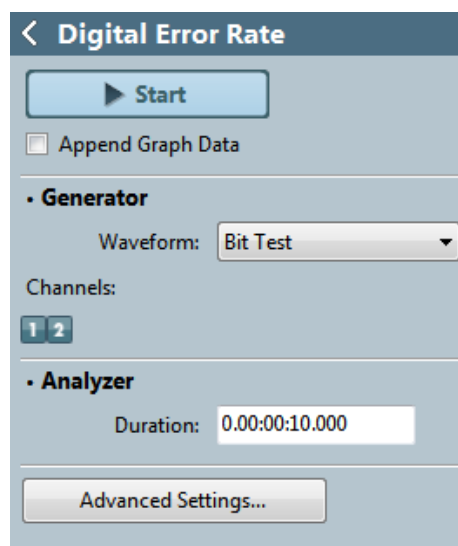 < Digital Error Rate
Start
Append Graph Data
• Generator
Waveform: Bit Test
Channels:
1 2
• Analyzer
Duration: 0.00:00:10.000
Advanced Settings...